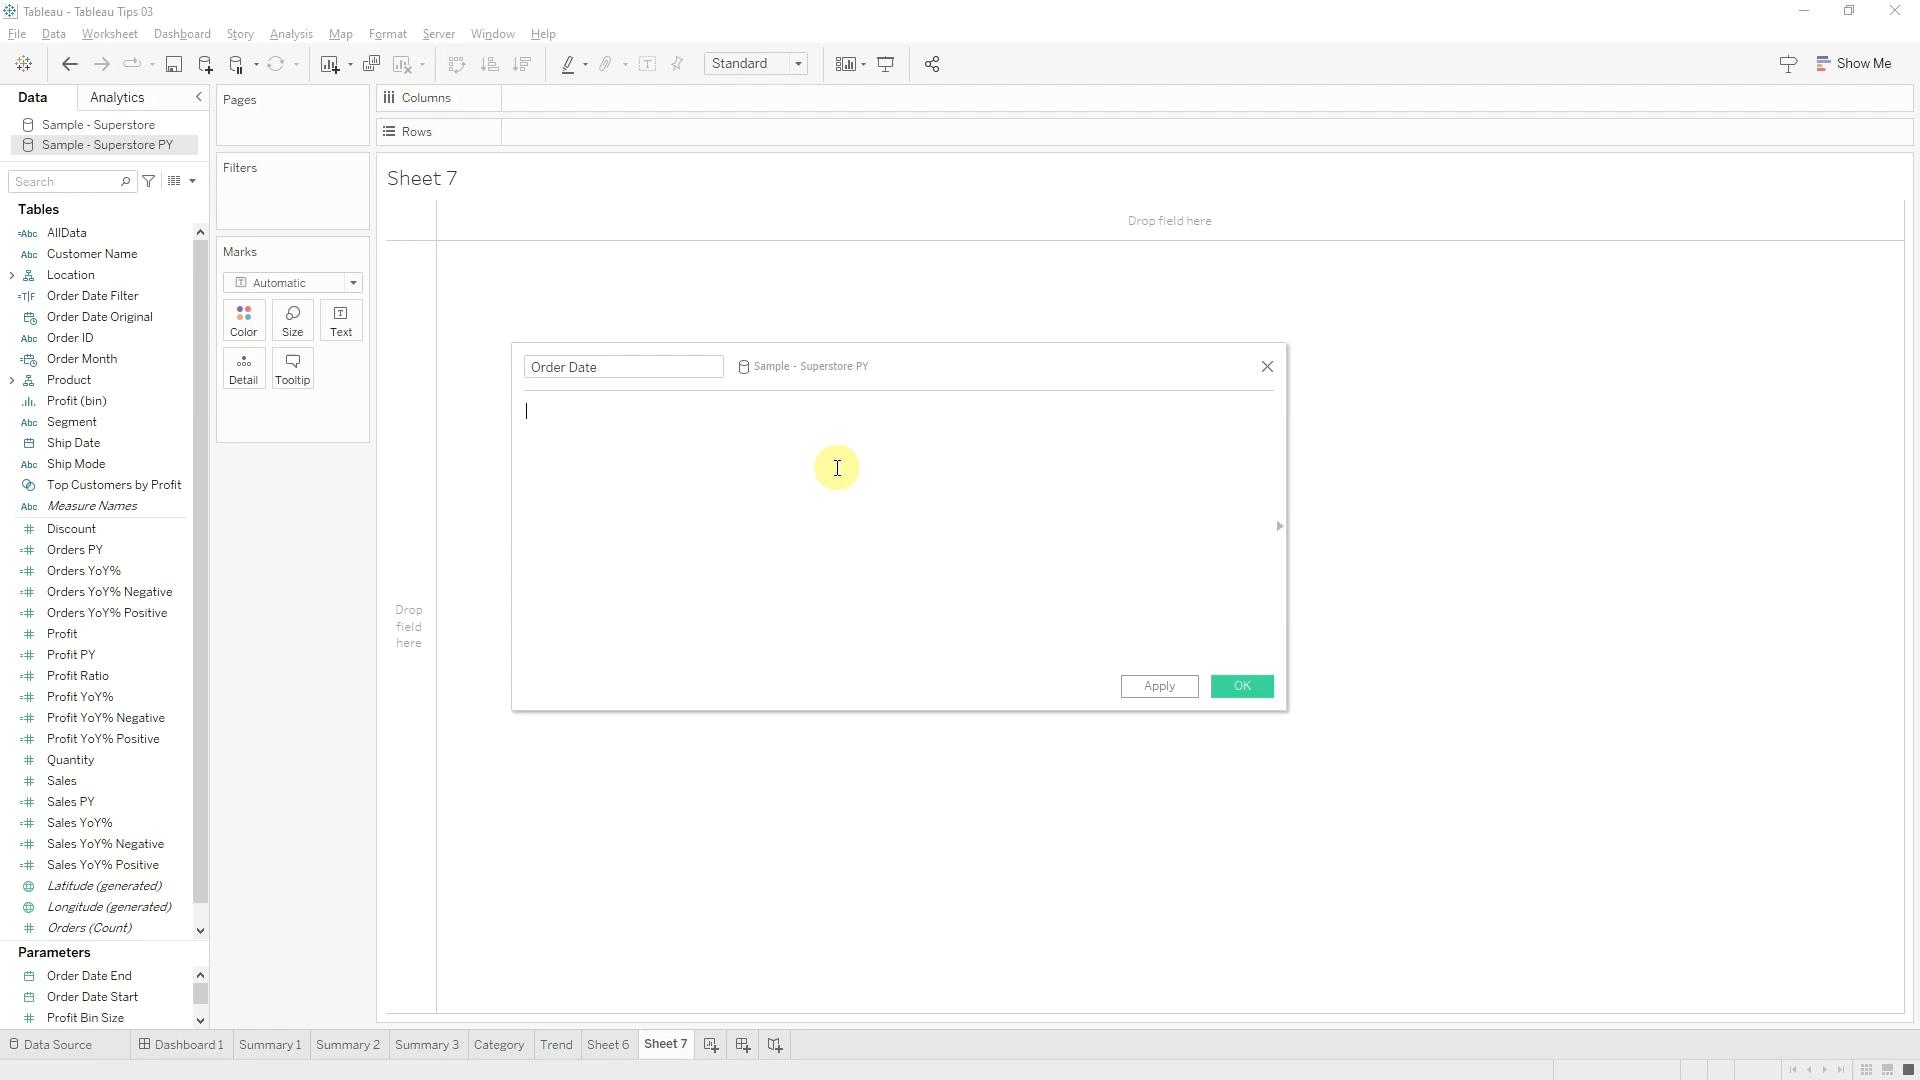 Tableau - Tableau Tips 03
File Data Worksheet Dashboard Story Analysis Map Format Server Window Help
Standard
Show Me
Data Analytics
Sample - Superstore
Sample - Superstore PY
Search
Tables
Abc AllData
Abc Customer Name
Location
T|F Order Date Filter
Order Date Original
Abc Order ID
Order Month
Product
Profit (bin)
Abc Segment
Ship Date
Abc Ship Mode
Top Customers by Profit
Abc Measure Names
# Discount
=# Orders PY
=# Orders YoY%
=# Orders YoY% Negative
=# Orders YoY% Positive
# Profit
=# Profit PY
=# Profit Ratio
=# Profit YoY%
=# Profit YoY% Negative
=# Profit YoY% Positive
# Quantity
# Sales
=# Sales PY
=# Sales YoY%
=# Sales YoY% Negative
=# Sales YoY% Positive
Latitude (generated)
Longitude (generated)
# Orders (Count)
Parameters
Order Date End
Order Date Start
# Profit Bin Size
Pages
Filters
Marks
Automatic
Color Size Text
Detail Tooltip
Columns
Rows
Sheet 7
Drop field here
Drop
field
here
Order Date Sample - Superstore PY
Apply OK
Data Source Dashboard 1 Summary 1 Summary 2 Summary 3 Category Trend Sheet 6 Sheet 7